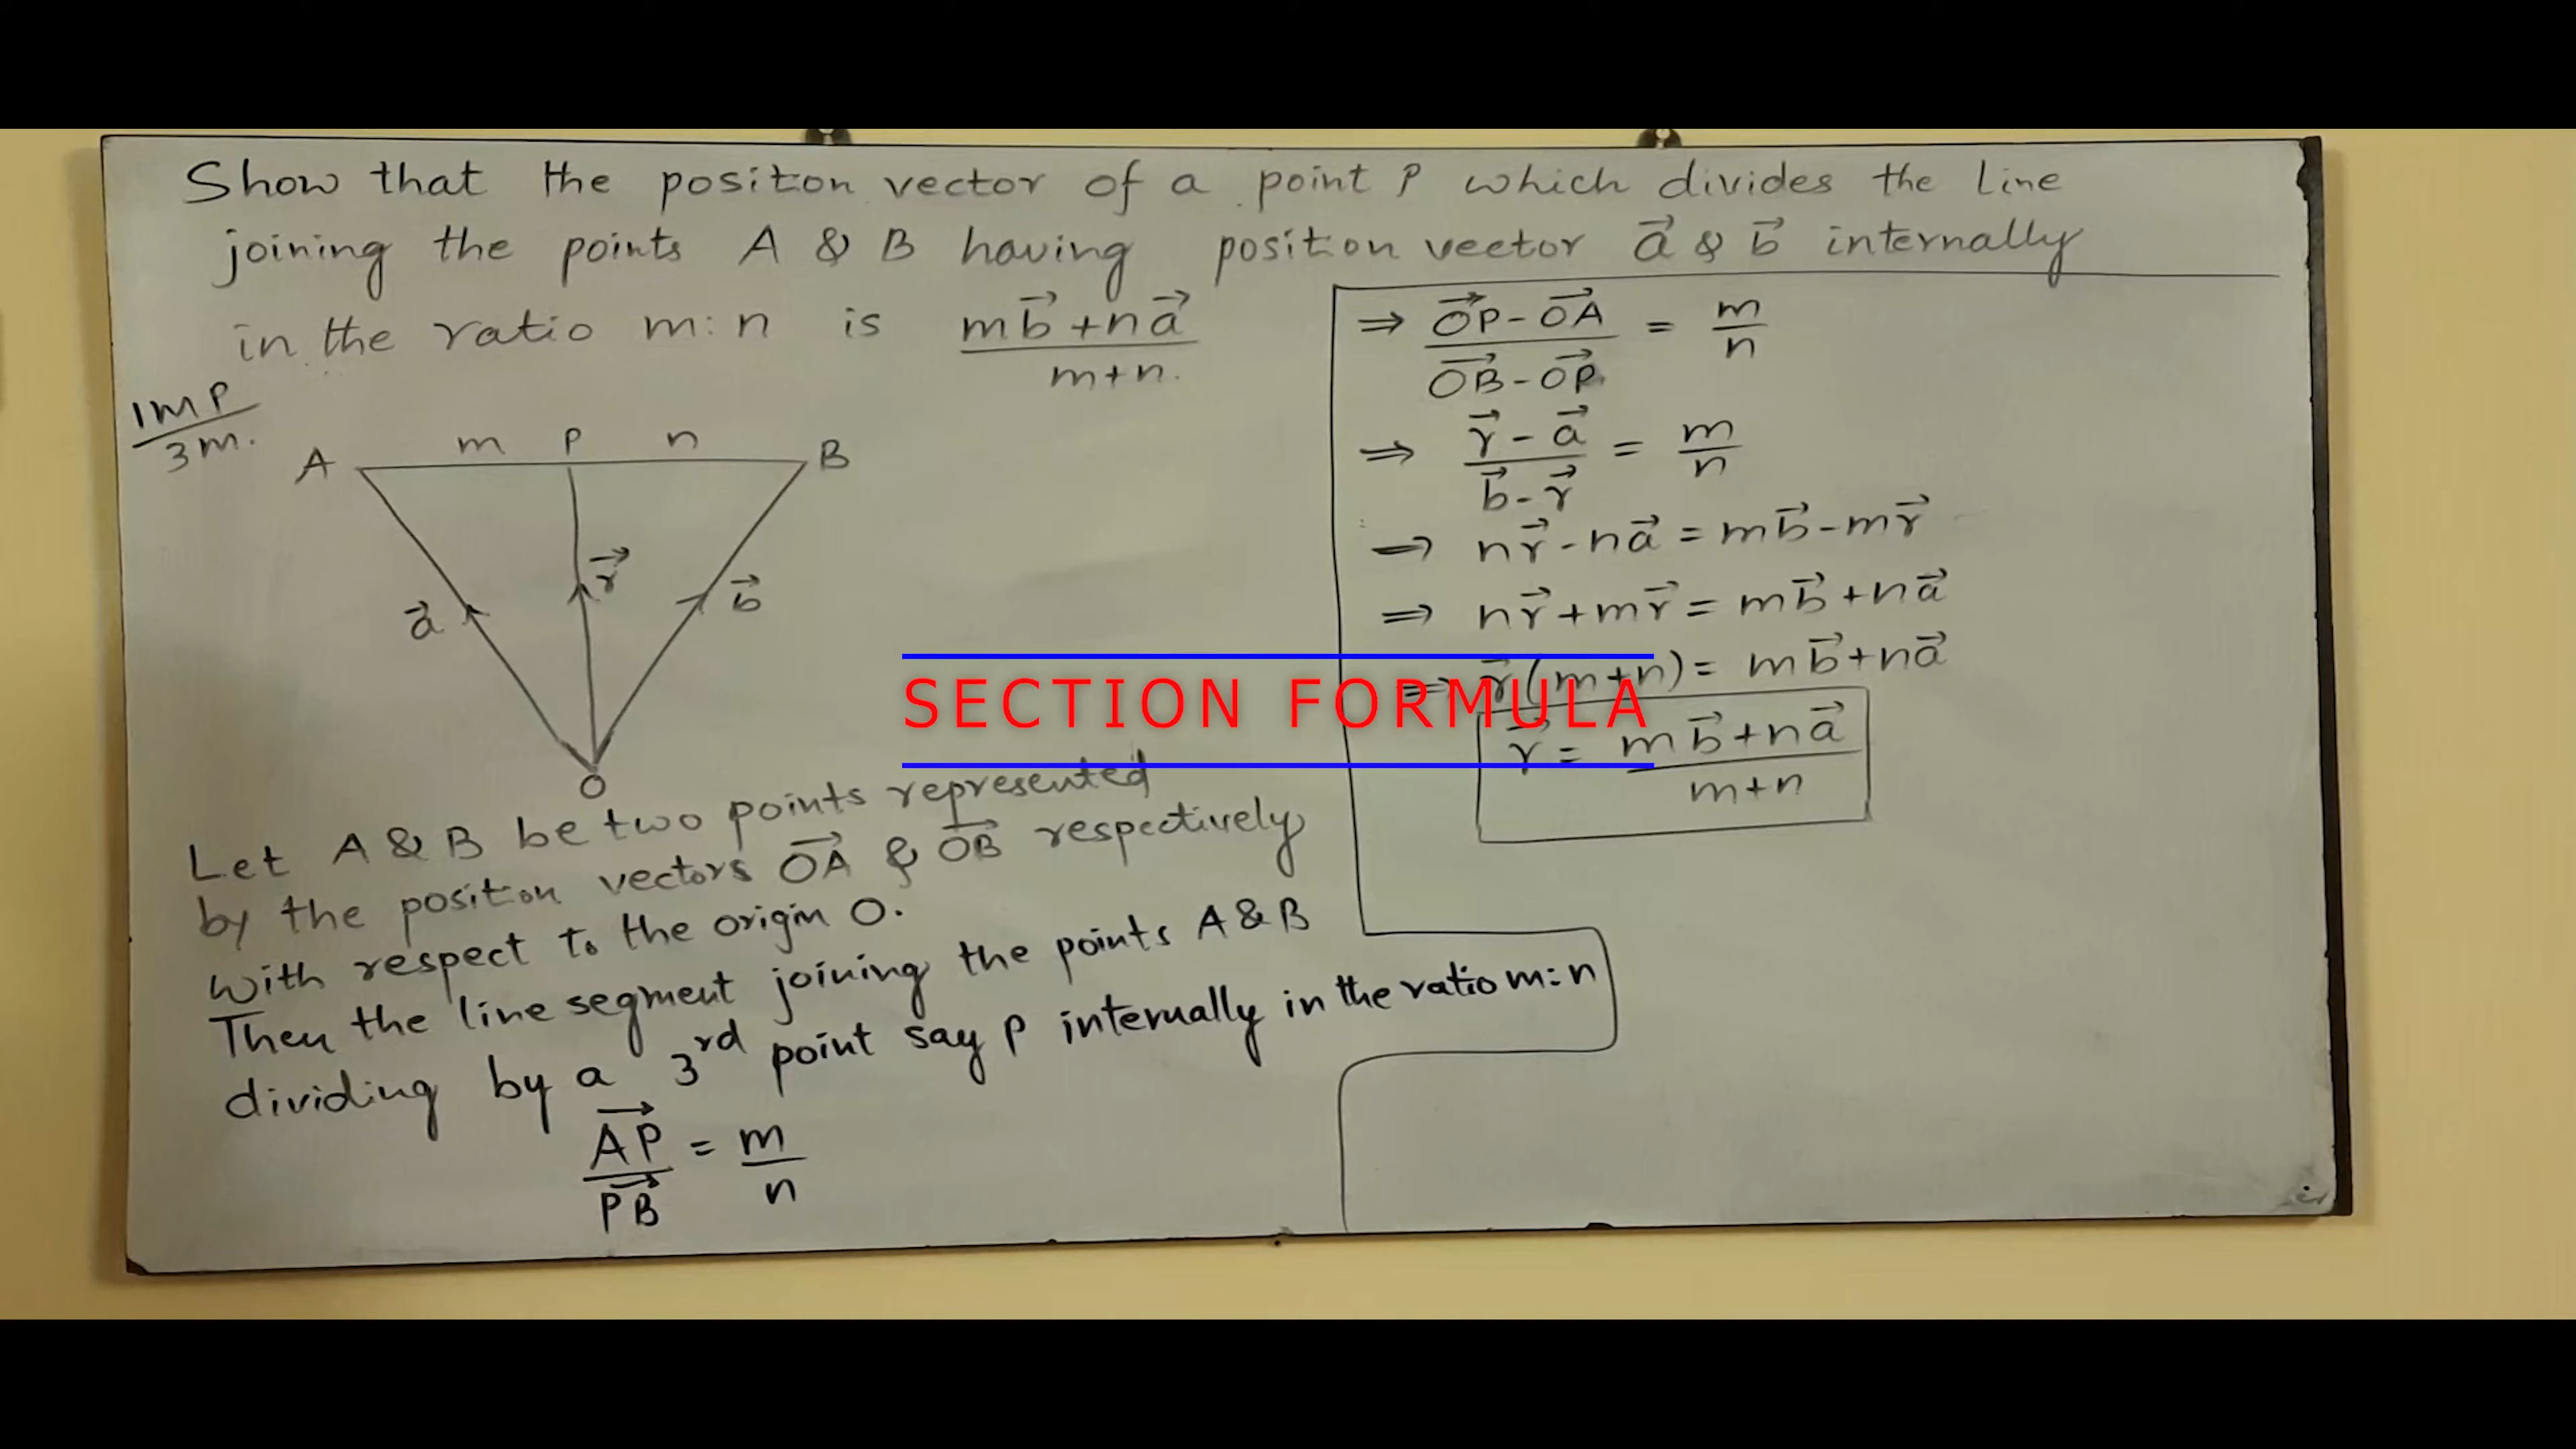 Show that the position vector of a point P which divides the Line
joining the points A & B having position vector a⃗ & b⃗ internally
in the ratio m:n is (mb⃗ + na⃗)/(m+n).
IMP
3m.
A m P n B
a⃗ r⃗ b⃗
O
Let A & B be two points represented
by the position vectors OA⃗ & OB⃗ respectively
with respect to the origin O.
Then the line segment joining the points A & B
dividing by a 3rd point say P internally in the ratio m:n
AP⃗/PB⃗ = m/n
⇒ (OP⃗ - OA⃗)/(OB⃗ - OP⃗) = m/n
⇒ (r⃗ - a⃗)/(b⃗ - r⃗) = m/n
⇒ nr⃗ - na⃗ = mb⃗ - mr⃗
⇒ nr⃗ + mr⃗ = mb⃗ + na⃗
⇒ r⃗(m+n) = mb⃗ + na⃗
r⃗ = (mb⃗ + na⃗)/(m+n)
SECTION FORMULA